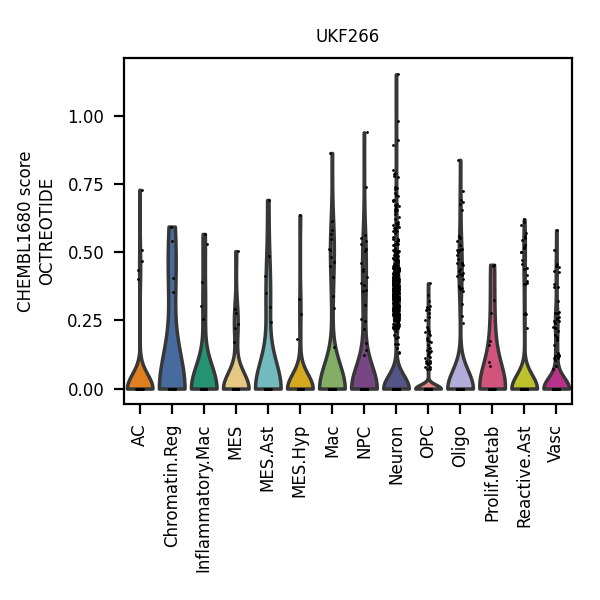 UKF266
CHEMBL1680 score
OCTREOTIDE
1.00
0.75
0.50
0.25
0.00
AC
Chromatin.Reg
Inflammatory.Mac
MES
MES.Ast
MES.Hyp
Mac
NPC
Neuron
OPC
Oligo
Prolif.Metab
Reactive.Ast
Vasc